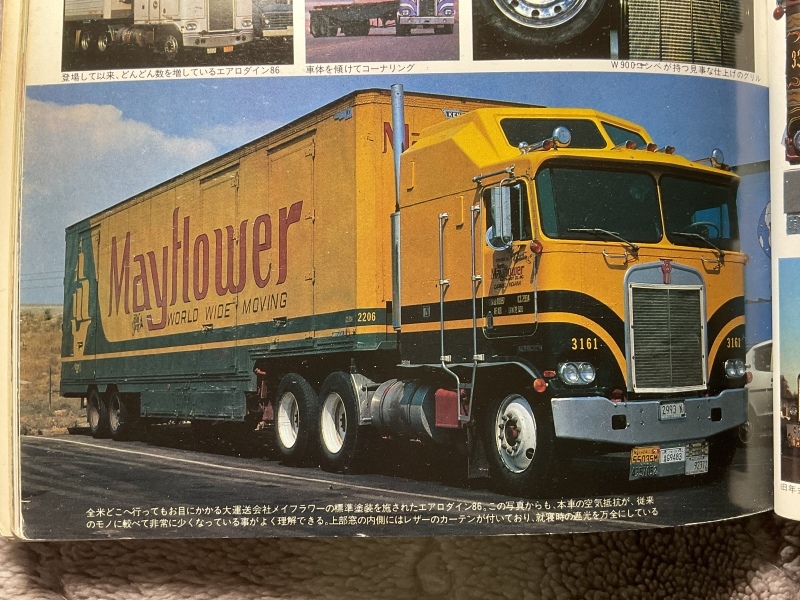 登場して以来、どんどん数を増しているエアロダイン86
車体を傾けてコーナリング
W900コンベが持つ見事な仕上げのグリル
Mayflower
WORLD WIDE MOVING
2206
Mayflower
3161
3161
2993
全米どこへ行ってもお目にかかる大運送会社メイフラワーの標準塗装を施されたエアロダイン86。この写真からも、本車の空気抵抗が、従来
のモノに較べて非常に少くなっている事がよく理解できる。上部窓の内側にはレザーのカーテンが付いており、就寝時の遮光を万全にしている